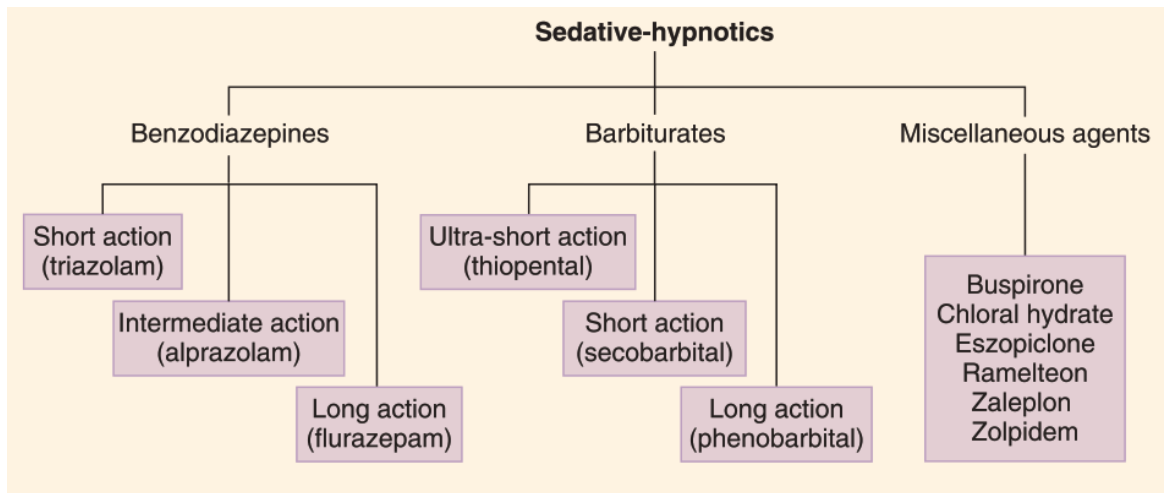 Sedative-hypnotics
Benzodiazepines
Barbiturates
Miscellaneous agents
Short action
(triazolam)
Intermediate action
(alprazolam)
Long action
(flurazepam)
Ultra-short action
(thiopental)
Short action
(secobarbital)
Long action
(phenobarbital)
Buspirone
Chloral hydrate
Eszopiclone
Ramelteon
Zaleplon
Zolpidem